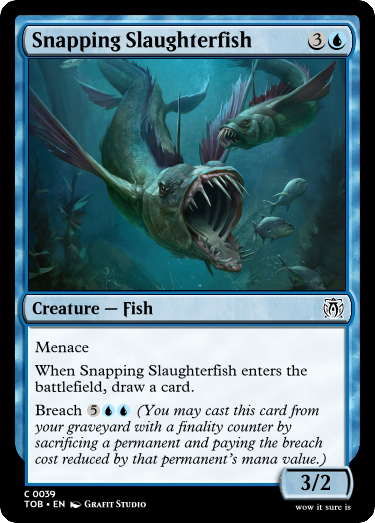 Snapping Slaughterfish 3
Menace
When Snapping Slaughterfish enters the
battlefield, draw a card.
Breach 5 (You may cast this card from
your graveyard with a finality counter by
sacrificing a permanent and paying the breach
cost reduced by that permanent's mana value.)
Creature — Fish
3/2
C 0039
TOB • EN Grafit Studio
wow it sure is